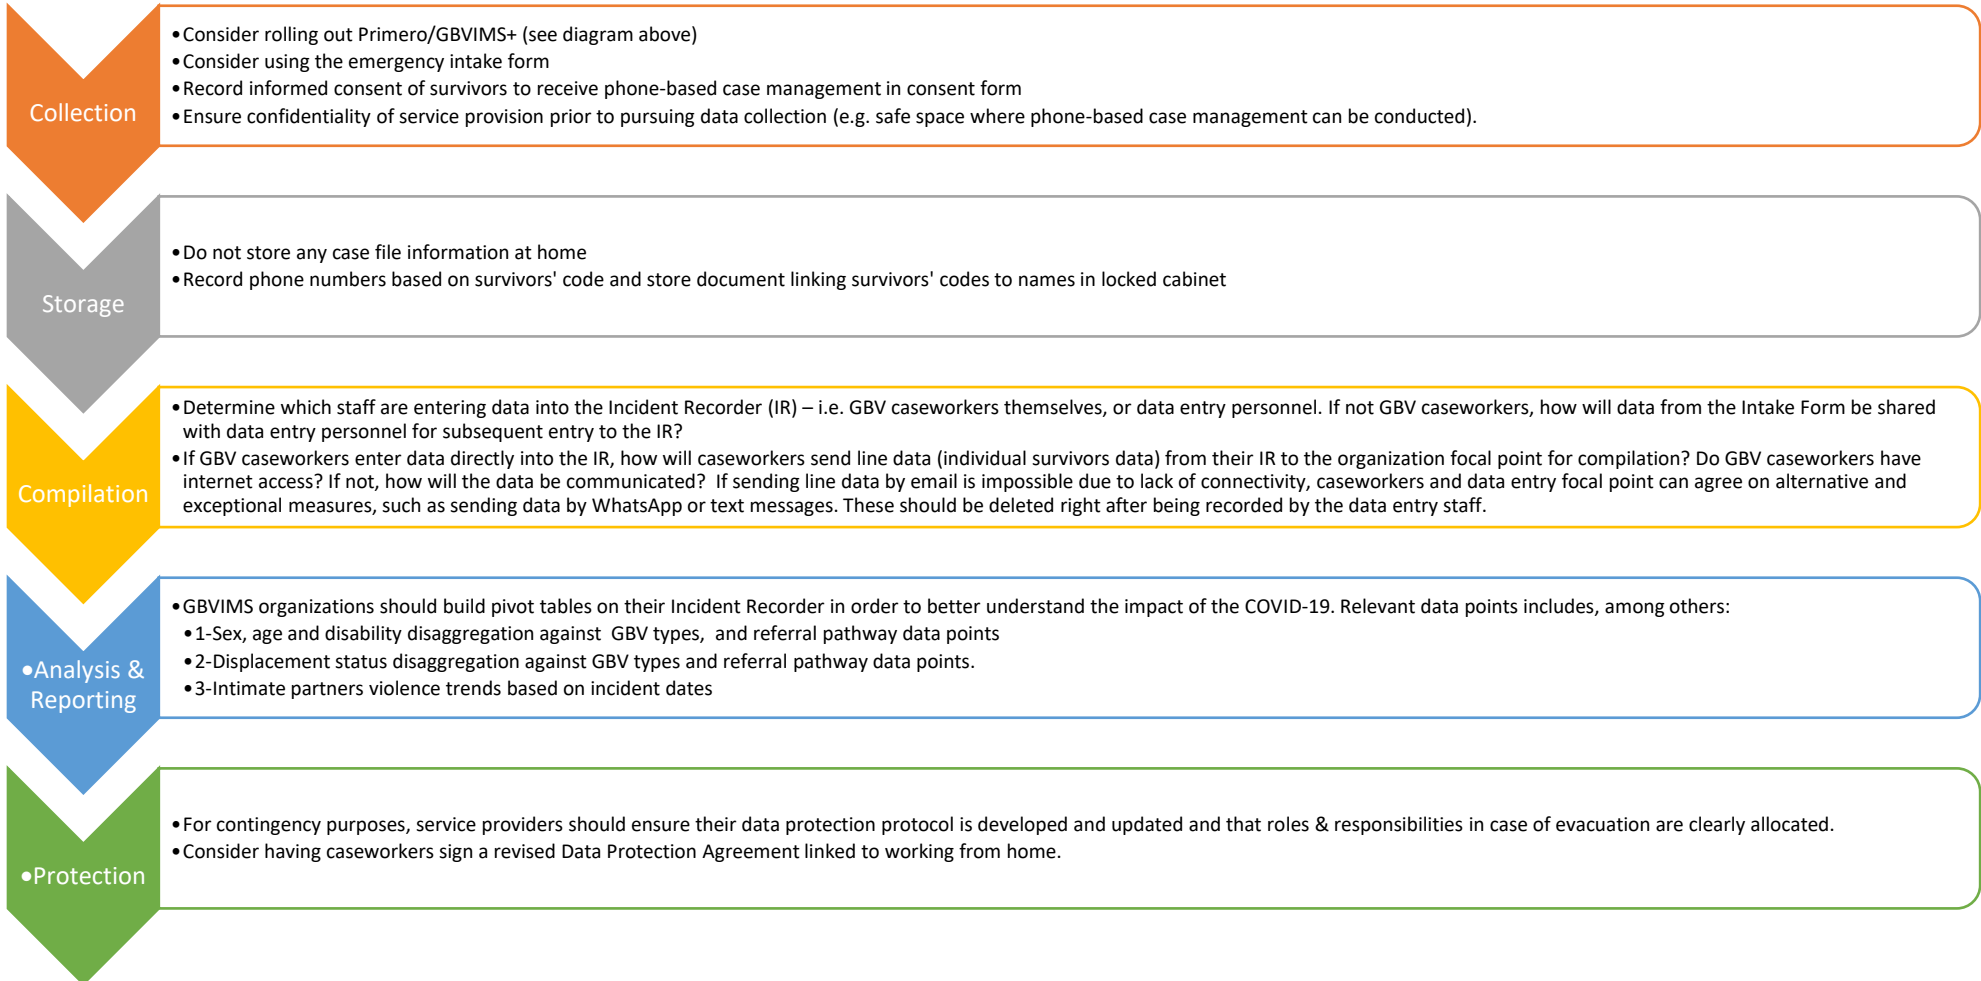 Collection
•Consider rolling out Primero/GBVIMS+ (see diagram above)
•Consider using the emergency intake form
•Record informed consent of survivors to receive phone-based case management in consent form
•Ensure confidentiality of service provision prior to pursuing data collection (e.g. safe space where phone-based case management can be conducted).
Storage
•Do not store any case file information at home
•Record phone numbers based on survivors' code and store document linking survivors' codes to names in locked cabinet
Compilation
•Determine which staff are entering data into the Incident Recorder (IR) – i.e. GBV caseworkers themselves, or data entry personnel. If not GBV caseworkers, how will data from the Intake Form be shared
with data entry personnel for subsequent entry to the IR?
•If GBV caseworkers enter data directly into the IR, how will caseworkers send line data (individual survivors data) from their IR to the organization focal point for compilation? Do GBV caseworkers have
internet access? If not, how will the data be communicated?  If sending line data by email is impossible due to lack of connectivity, caseworkers and data entry focal point can agree on alternative and
exceptional measures, such as sending data by WhatsApp or text messages. These should be deleted right after being recorded by the data entry staff.
•Analysis &
Reporting
•GBVIMS organizations should build pivot tables on their Incident Recorder in order to better understand the impact of the COVID-19. Relevant data points includes, among others:
•1-Sex, age and disability disaggregation against  GBV types,  and referral pathway data points
•2-Displacement status disaggregation against GBV types and referral pathway data points.
•3-Intimate partners violence trends based on incident dates
•Protection
•For contingency purposes, service providers should ensure their data protection protocol is developed and updated and that roles & responsibilities in case of evacuation are clearly allocated.
•Consider having caseworkers sign a revised Data Protection Agreement linked to working from home.